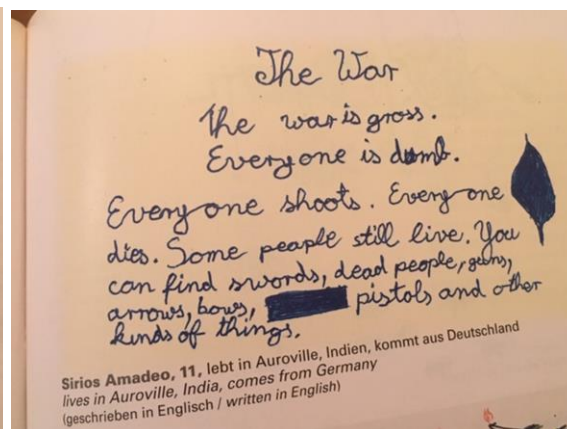 The War
The war is gross.
Everyone is dumb.
Everyone shoots. Everyone
dies. Some peaple still live. You
can find swords, dead people, guns,
arrows, bows, pistols and other
kinds of things.
Sirios Amadeo, 11, lebt in Auroville, Indien, kommt aus Deutschland
lives in Auroville, India, comes from Germany
(geschrieben in Englisch / written in English)